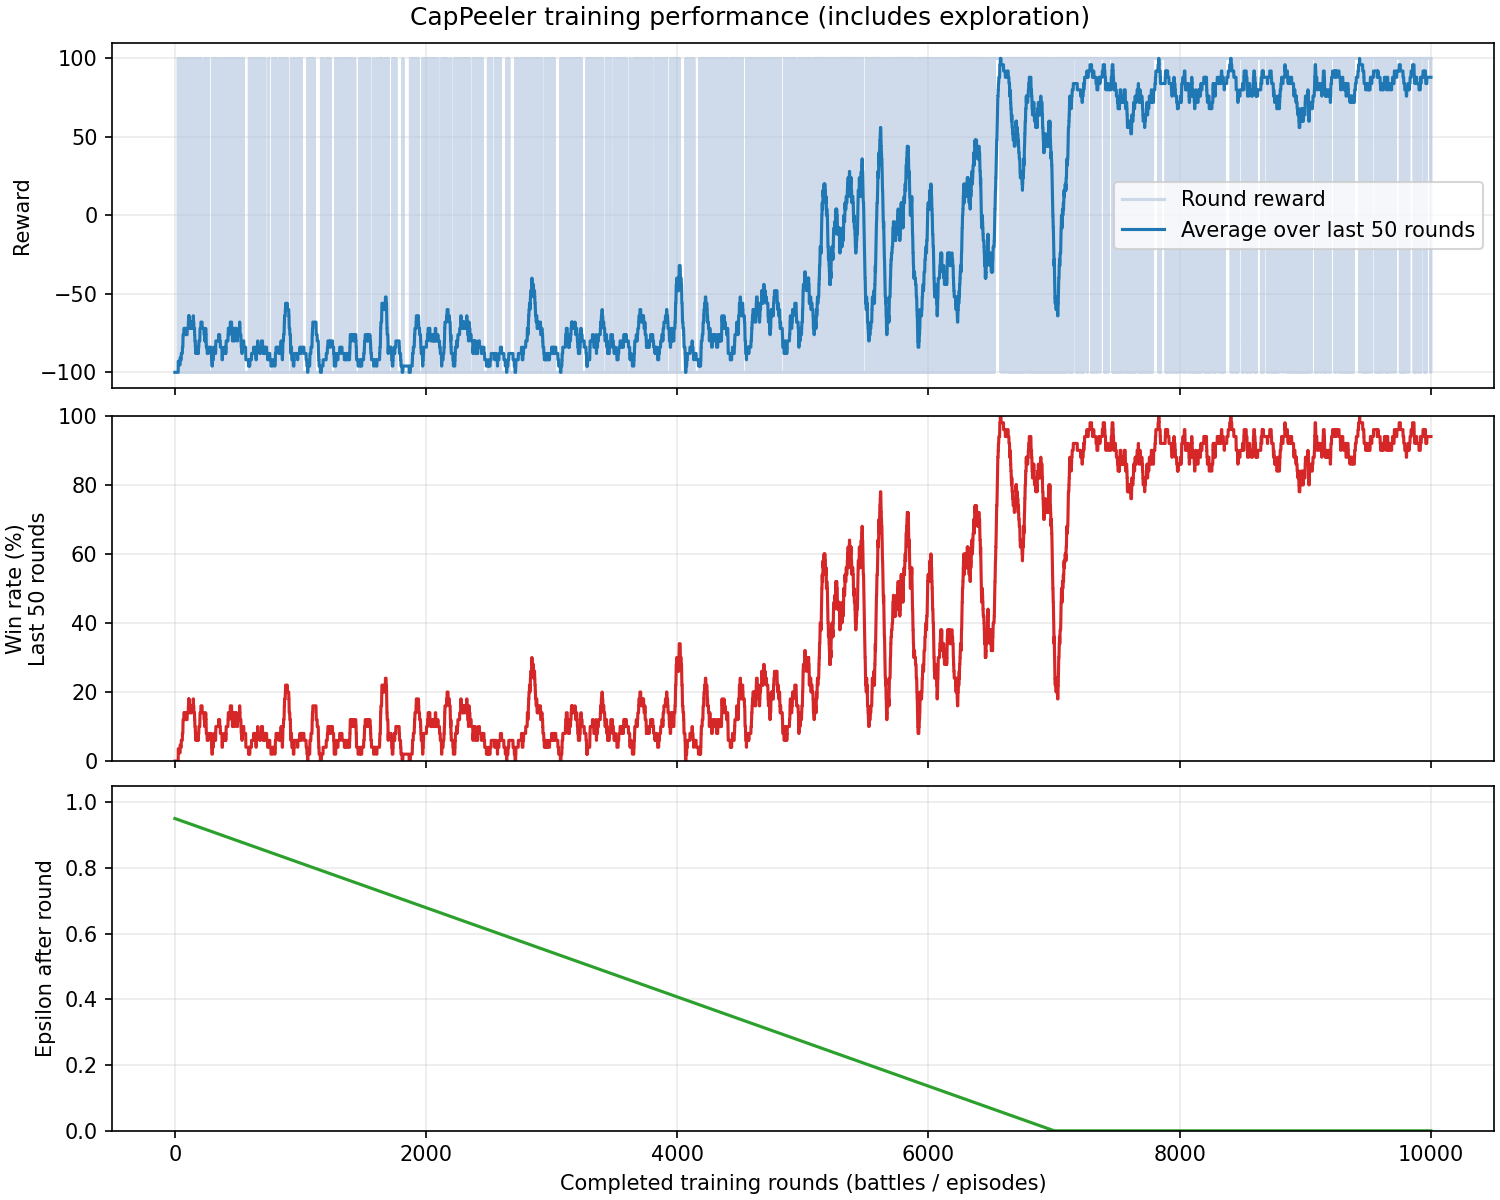 CapPeeler training performance (includes exploration)
100
50
0
−50
−100
Reward
Round reward
Average over last 50 rounds
100
80
60
40
20
0
Win rate (%)
Last 50 rounds
1.0
0.8
0.6
0.4
0.2
0.0
Epsilon after round
0 2000 4000 6000 8000 10000
Completed training rounds (battles / episodes)